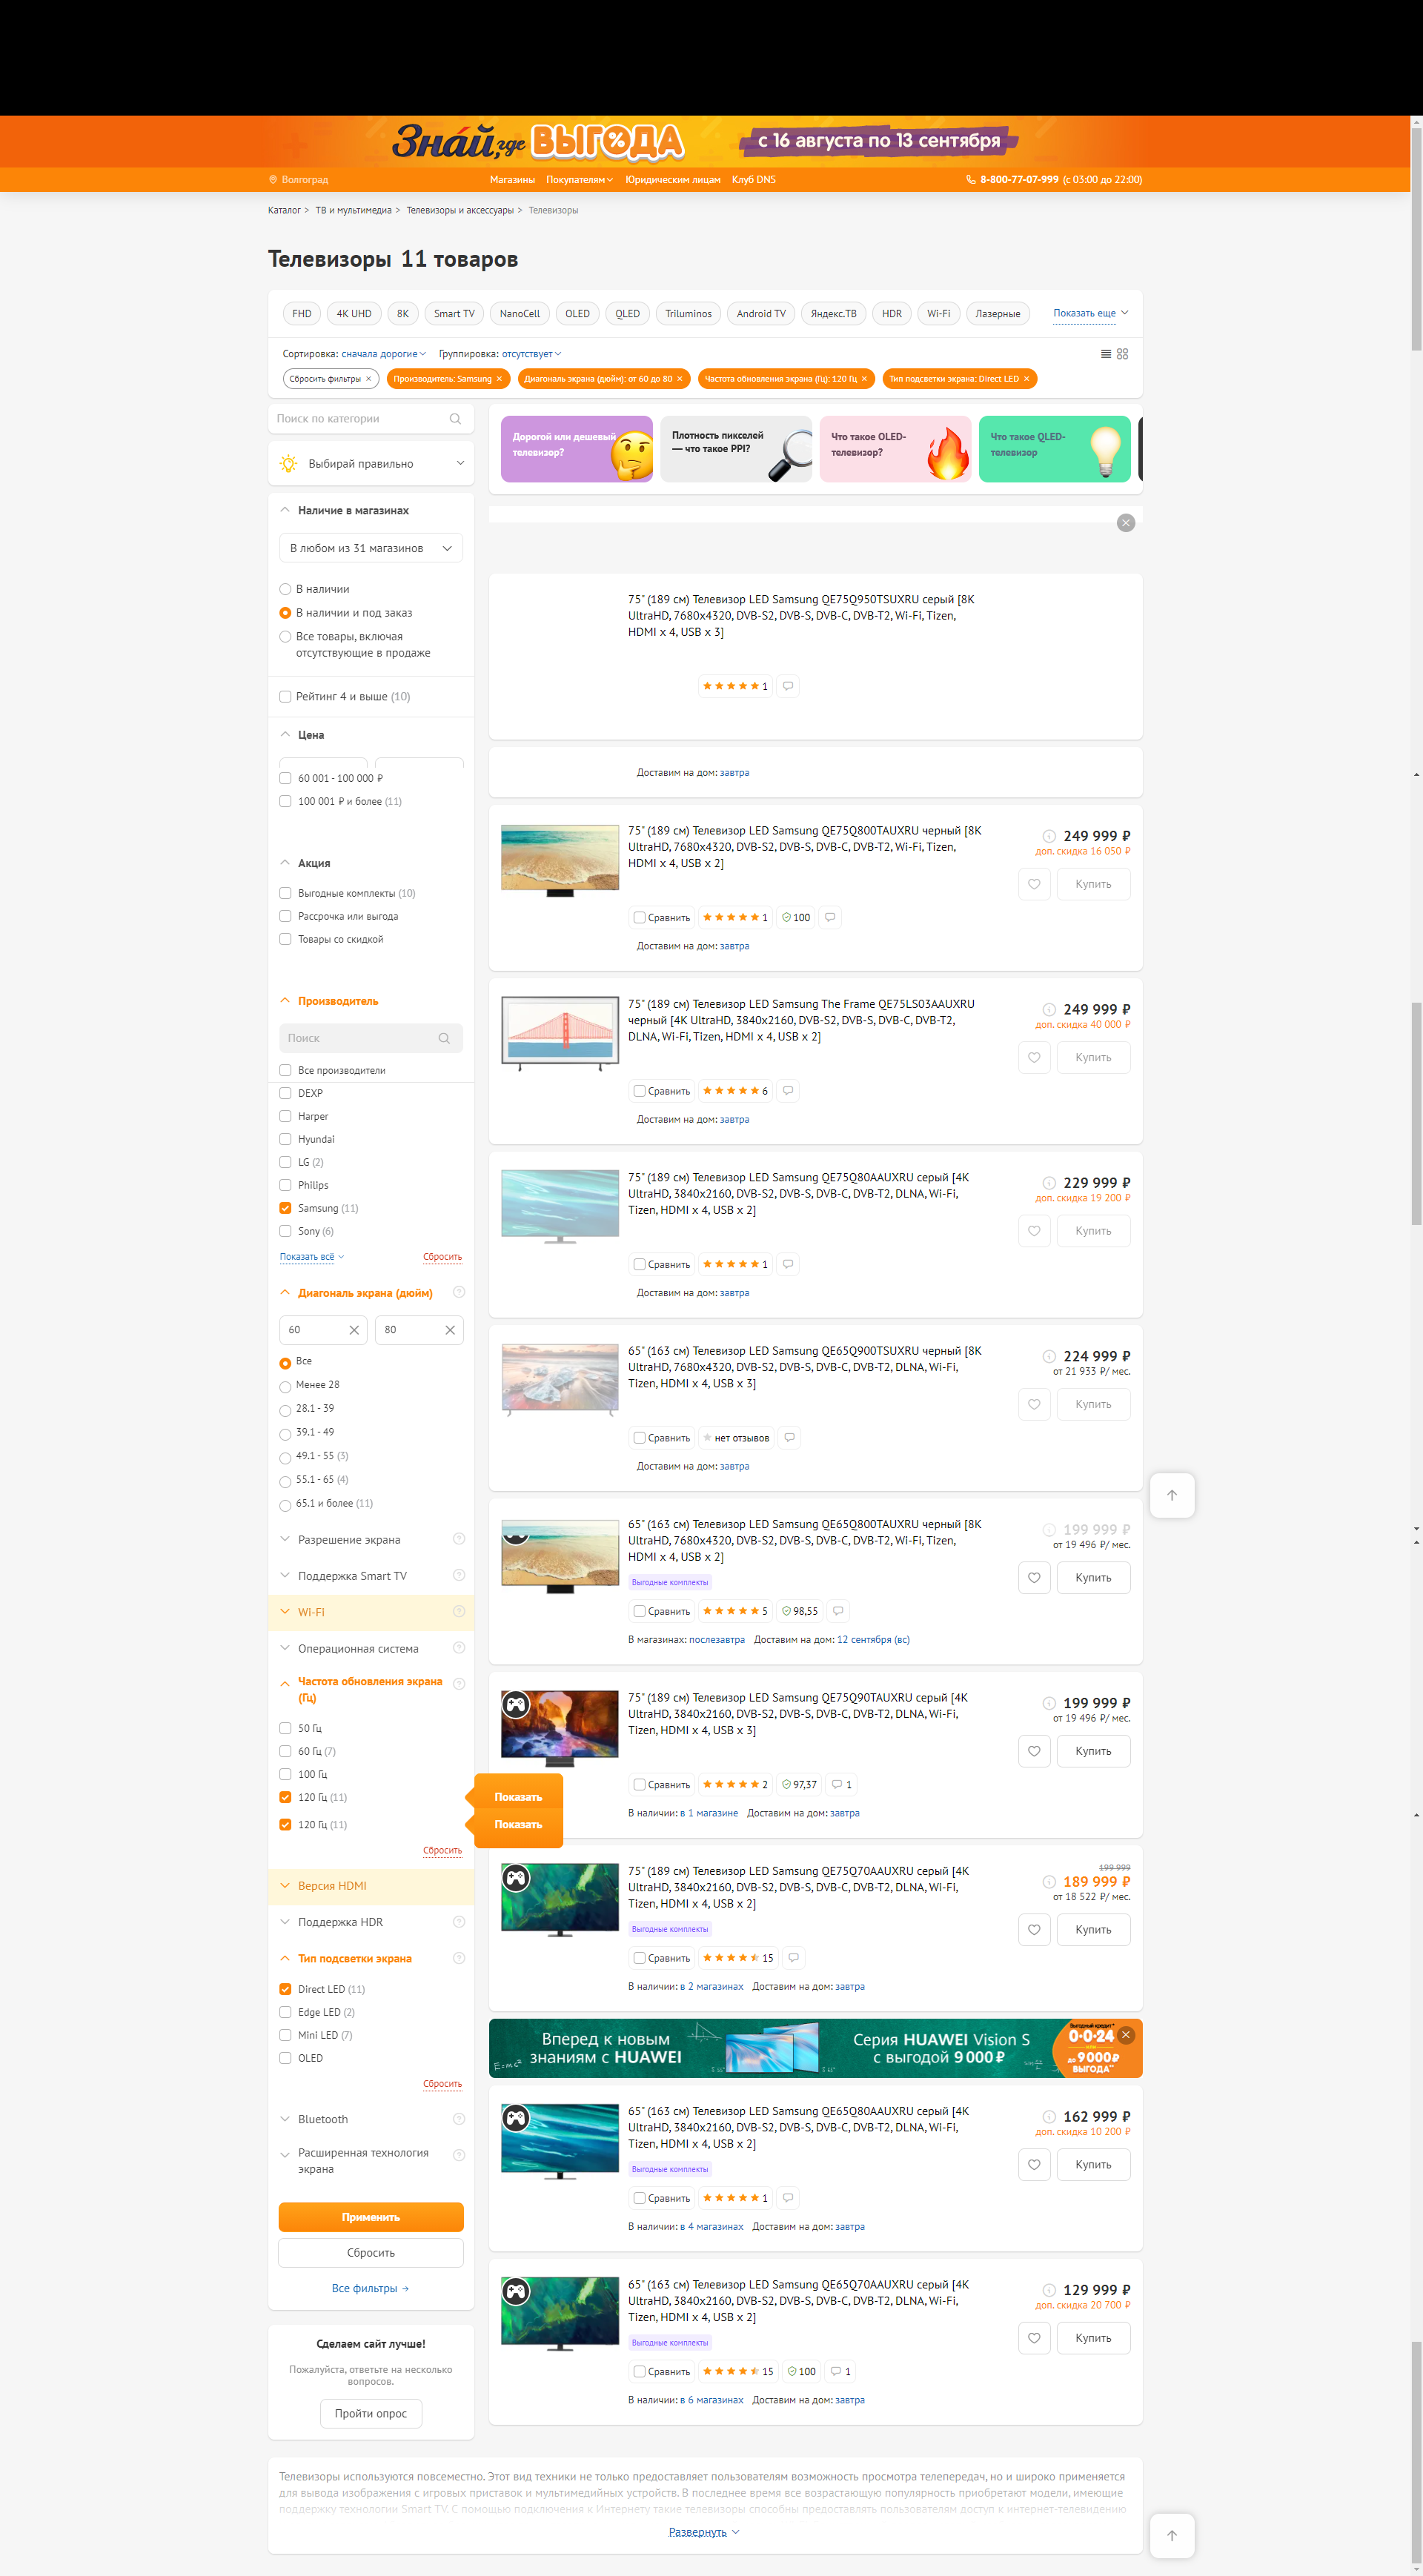 Знай, где ВЫГОДА с 16 августа по 13 сентября
Волгоград Магазины Покупателям Юридическим лицам Клуб DNS 8-800-77-07-999 (с 03:00 до 22:00)
Каталог > ТВ и мультимедиа > Телевизоры и аксессуары > Телевизоры
Телевизоры 11 товаров
FHD 4K UHD 8K Smart TV NanoCell OLED QLED Triluminos Android TV Яндекс.ТВ HDR Wi-Fi Лазерные Показать еще
Сортировка: сначала дорогие Группировка: отсутствует
Сбросить фильтры × Производитель: Samsung × Диагональ экрана (дюйм): от 60 до 80 × Частота обновления экрана (Гц): 120 Гц × Тип подсветки экрана: Direct LED ×
Поиск по категории
Выбирай правильно
Наличие в магазинах
В любом из 31 магазинов
В наличии
В наличии и под заказ
Все товары, включая
отсутствующие в продаже
Рейтинг 4 и выше (10)
Цена
60 001 - 100 000 ₽
100 001 ₽ и более (11)
Акция
Выгодные комплекты (10)
Рассрочка или выгода
Товары со скидкой
Производитель
Поиск
Все производители
DEXP
Harper
Hyundai
LG (2)
Philips
Samsung (11)
Sony (6)
Показать всё Сбросить
Диагональ экрана (дюйм)
60 80
Все
Менее 28
28.1 - 39
39.1 - 49
49.1 - 55 (3)
55.1 - 65 (4)
65.1 и более (11)
Разрешение экрана
Поддержка Smart TV
Wi-Fi
Операционная система
Частота обновления экрана
(Гц)
50 Гц
60 Гц (7)
100 Гц
120 Гц (11)
Показать
120 Гц (11)
Показать
Сбросить
Версия HDMI
Поддержка HDR
Тип подсветки экрана
Direct LED (11)
Edge LED (2)
Mini LED (7)
OLED
Сбросить
Bluetooth
Расширенная технология
экрана
Применить
Сбросить
Все фильтры →
Сделаем сайт лучше!
Пожалуйста, ответьте на несколько
вопросов.
Пройти опрос
Дорогой или дешевый
телевизор?
Плотность пикселей
— что такое PPI?
Что такое OLED-
телевизор?
Что такое QLED-
телевизор
75" (189 см) Телевизор LED Samsung QE75Q950TSUXRU серый [8K
UltraHD, 7680x4320, DVB-S2, DVB-S, DVB-C, DVB-T2, Wi-Fi, Tizen,
HDMI x 4, USB x 3]
1
Доставим на дом: завтра
75" (189 см) Телевизор LED Samsung QE75Q800TAUXRU черный [8K
UltraHD, 7680x4320, DVB-S2, DVB-S, DVB-C, DVB-T2, Wi-Fi, Tizen,
HDMI x 4, USB x 2]
249 999 ₽
доп. скидка 16 050 ₽
Купить
Сравнить 1 100
Доставим на дом: завтра
75" (189 см) Телевизор LED Samsung The Frame QE75LS03AAUXRU
черный [4K UltraHD, 3840x2160, DVB-S2, DVB-S, DVB-C, DVB-T2,
DLNA, Wi-Fi, Tizen, HDMI x 4, USB x 2]
249 999 ₽
доп. скидка 40 000 ₽
Купить
Сравнить 6
Доставим на дом: завтра
75" (189 см) Телевизор LED Samsung QE75Q80AAUXRU серый [4K
UltraHD, 3840x2160, DVB-S2, DVB-S, DVB-C, DVB-T2, DLNA, Wi-Fi,
Tizen, HDMI x 4, USB x 2]
229 999 ₽
доп. скидка 19 200 ₽
Купить
Сравнить 1
Доставим на дом: завтра
65" (163 см) Телевизор LED Samsung QE65Q900TSUXRU черный [8K
UltraHD, 7680x4320, DVB-S2, DVB-S, DVB-C, DVB-T2, DLNA, Wi-Fi,
Tizen, HDMI x 4, USB x 3]
224 999 ₽
от 21 933 ₽/ мес.
Купить
Сравнить нет отзывов
Доставим на дом: завтра
65" (163 см) Телевизор LED Samsung QE65Q800TAUXRU черный [8K
UltraHD, 7680x4320, DVB-S2, DVB-S, DVB-C, DVB-T2, Wi-Fi, Tizen,
HDMI x 4, USB x 2]
199 999 ₽
от 19 496 ₽/ мес.
Купить
Выгодные комплекты
Сравнить 5 98,55
В магазинах: послезавтра Доставим на дом: 12 сентября (вс)
75" (189 см) Телевизор LED Samsung QE75Q90TAUXRU серый [4K
UltraHD, 3840x2160, DVB-S2, DVB-S, DVB-C, DVB-T2, DLNA, Wi-Fi,
Tizen, HDMI x 4, USB x 3]
199 999 ₽
от 19 496 ₽/ мес.
Купить
Сравнить 2 97,37 1
В наличии: в 1 магазине Доставим на дом: завтра
75" (189 см) Телевизор LED Samsung QE75Q70AAUXRU серый [4K
UltraHD, 3840x2160, DVB-S2, DVB-S, DVB-C, DVB-T2, DLNA, Wi-Fi,
Tizen, HDMI x 4, USB x 2]
199 999
189 999 ₽
от 18 522 ₽/ мес.
Купить
Выгодные комплекты
Сравнить 15
В наличии: в 2 магазинах Доставим на дом: завтра
Вперед к новым
знаниям с HUAWEI
Серия HUAWEI Vision S
с выгодой 9 000 ₽
Выгодный кредит*
0·0·24
или
до 9000₽
ВЫГОДА**
65" (163 см) Телевизор LED Samsung QE65Q80AAUXRU серый [4K
UltraHD, 3840x2160, DVB-S2, DVB-S, DVB-C, DVB-T2, DLNA, Wi-Fi,
Tizen, HDMI x 4, USB x 2]
162 999 ₽
доп. скидка 10 200 ₽
Купить
Выгодные комплекты
Сравнить 1
В наличии: в 4 магазинах Доставим на дом: завтра
65" (163 см) Телевизор LED Samsung QE65Q70AAUXRU серый [4K
UltraHD, 3840x2160, DVB-S2, DVB-S, DVB-C, DVB-T2, DLNA, Wi-Fi,
Tizen, HDMI x 4, USB x 2]
129 999 ₽
доп. скидка 20 700 ₽
Купить
Выгодные комплекты
Сравнить 15 100 1
В наличии: в 6 магазинах Доставим на дом: завтра
Телевизоры используются повсеместно. Этот вид техники не только предоставляет пользователям возможность просмотра телепередач, но и широко применяется
для вывода изображения с игровых приставок и мультимедийных устройств. В последнее время все возрастающую популярность приобретают модели, имеющие
поддержку технологии Smart TV. С помощью подключения к Интернету такие телевизоры способны предоставлять пользователям доступ к интернет-телевидению
Развернуть